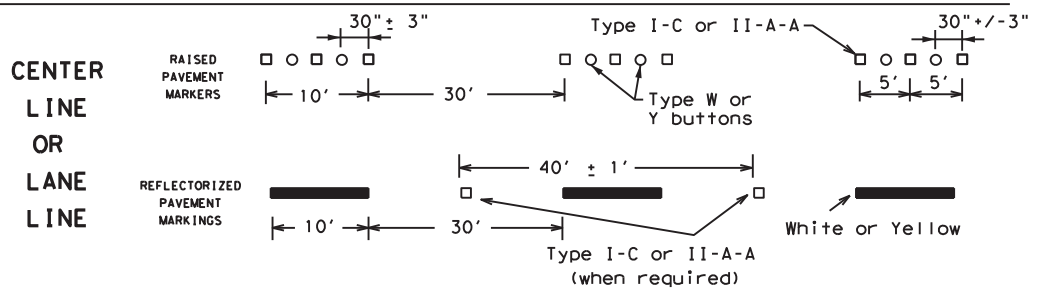 30"± 3"
Type I-C or II-A-A
30"+/-3"
CENTER
LINE
OR
LANE
LINE
RAISED
PAVEMENT
MARKERS
10'
30'
Type W or
Y buttons
5'
5'
REFLECTORIZED
PAVEMENT
MARKINGS
40' ± 1'
10'
30'
Type I-C or II-A-A
(when required)
White or Yellow